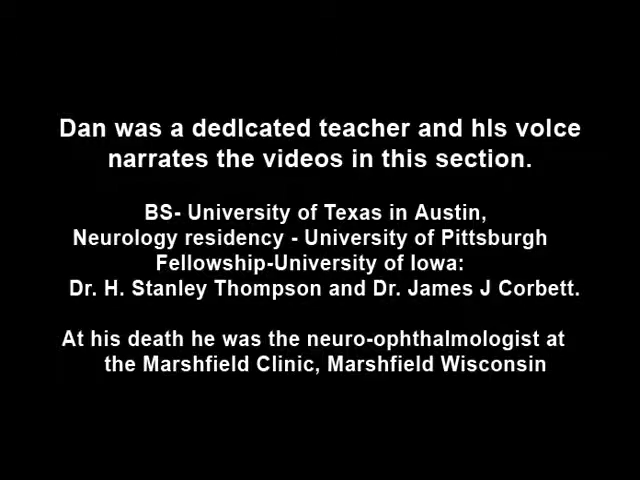 Dan was a dedIcated teacher and hIs voIce
narrates the videos in this section.
BS- University of Texas in Austin,
Neurology residency - University of Pittsburgh
Fellowship-University of Iowa:
Dr. H. Stanley Thompson and Dr. James J Corbett.
At his death he was the neuro-ophthalmologist at
the Marshfield Clinic, Marshfield Wisconsin